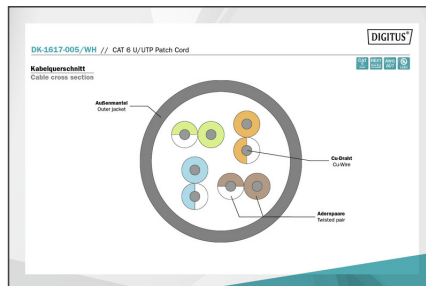 DIGITUS®
DK-1617-005/WH // CAT 6 U/UTP Patch Cord
Kabelquerschnitt
Cable cross section
Außenmantel
Outer jacket
Cu-Draht
Cu-Wire
Aderpaare
Twisted pair